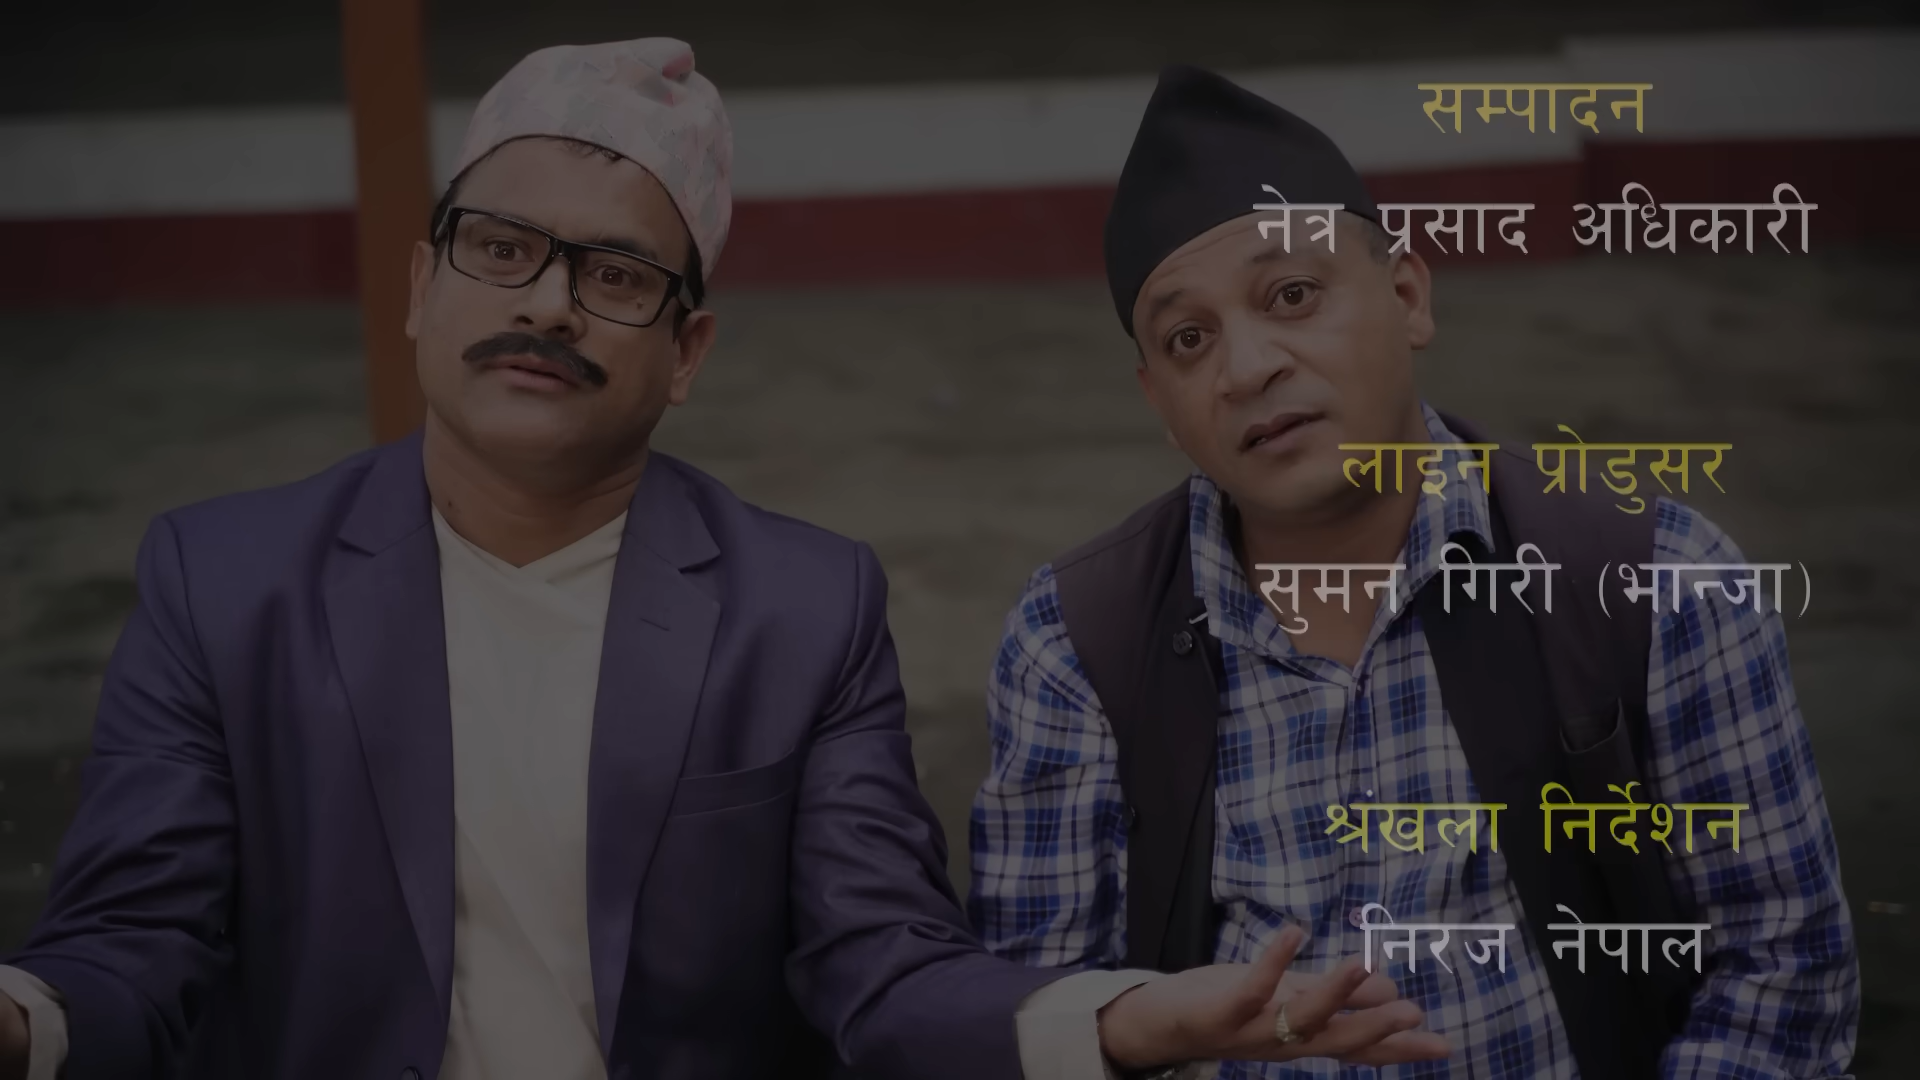 सम्पादन
नेत्र प्रसाद अधिकारी
लाइन प्रोडुसर
सुमन गिरी (भान्जा)
श्रंखला निर्देशन
निरज नेपाल